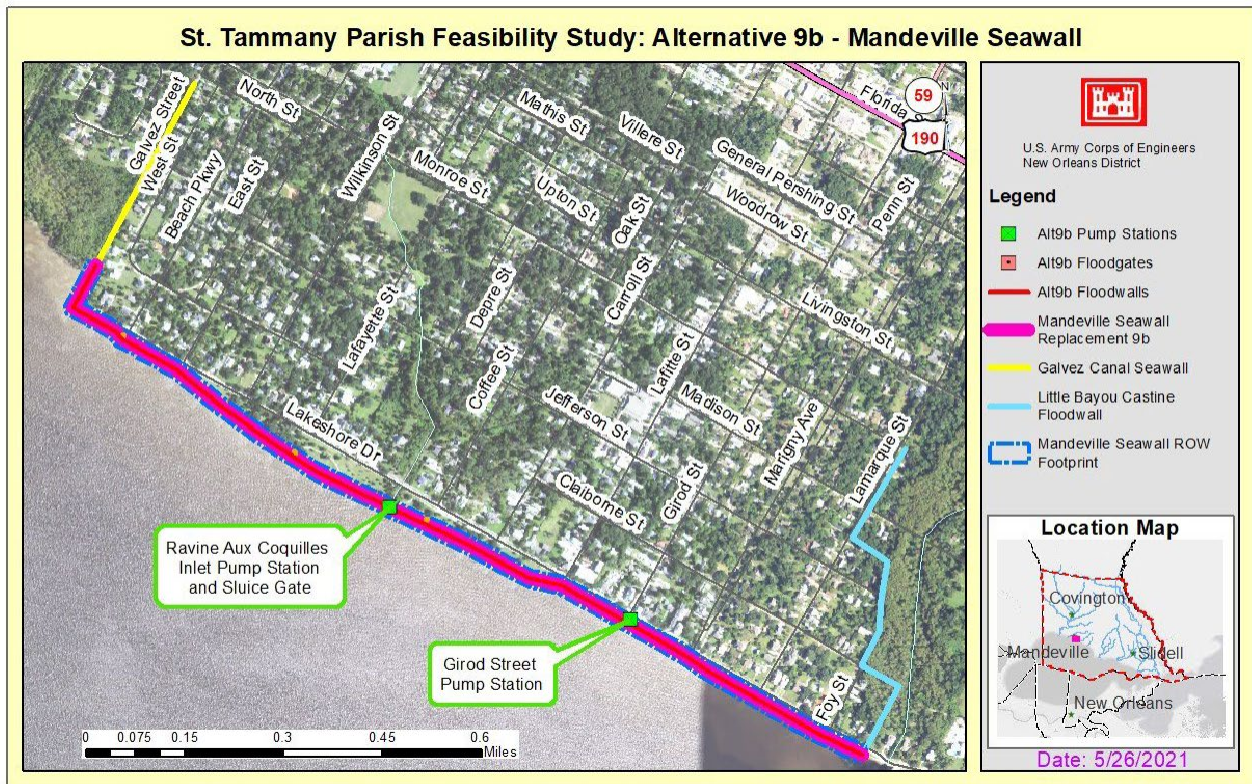 St. Tammany Parish Feasibility Study: Alternative 9b - Mandeville Seawall
Galvez Street
West St
North St
Beach Pkwy
East St
Wilkinson St
Monroe St
Mathis St
Villere St
Upton St
Oak St
General Pershing St
Woodrow St
Penn St
Florida
59
N
190
Lafayette St
Depre St
Carroll St
Coffee St
Lafitte St
Livingston St
Lakeshore Dr
Jefferson St
Madison St
Marigny Ave
Lamarque St
Claiborne St
Girod St
Foy St
Ravine Aux Coquilles
Inlet Pump Station
and Sluice Gate
Girod Street
Pump Station
0 0.075 0.15 0.3 0.45 0.6
Miles
U.S. Army Corps of Engineers
New Orleans District
Legend
Alt9b Pump Stations
Alt9b Floodgates
Alt9b Floodwalls
Mandeville Seawall
Replacement 9b
Galvez Canal Seawall
Little Bayou Castine
Floodwall
Mandeville Seawall ROW
Footprint
Location Map
Covington
Mandeville
Slidell
New Orleans
Date: 5/26/2021